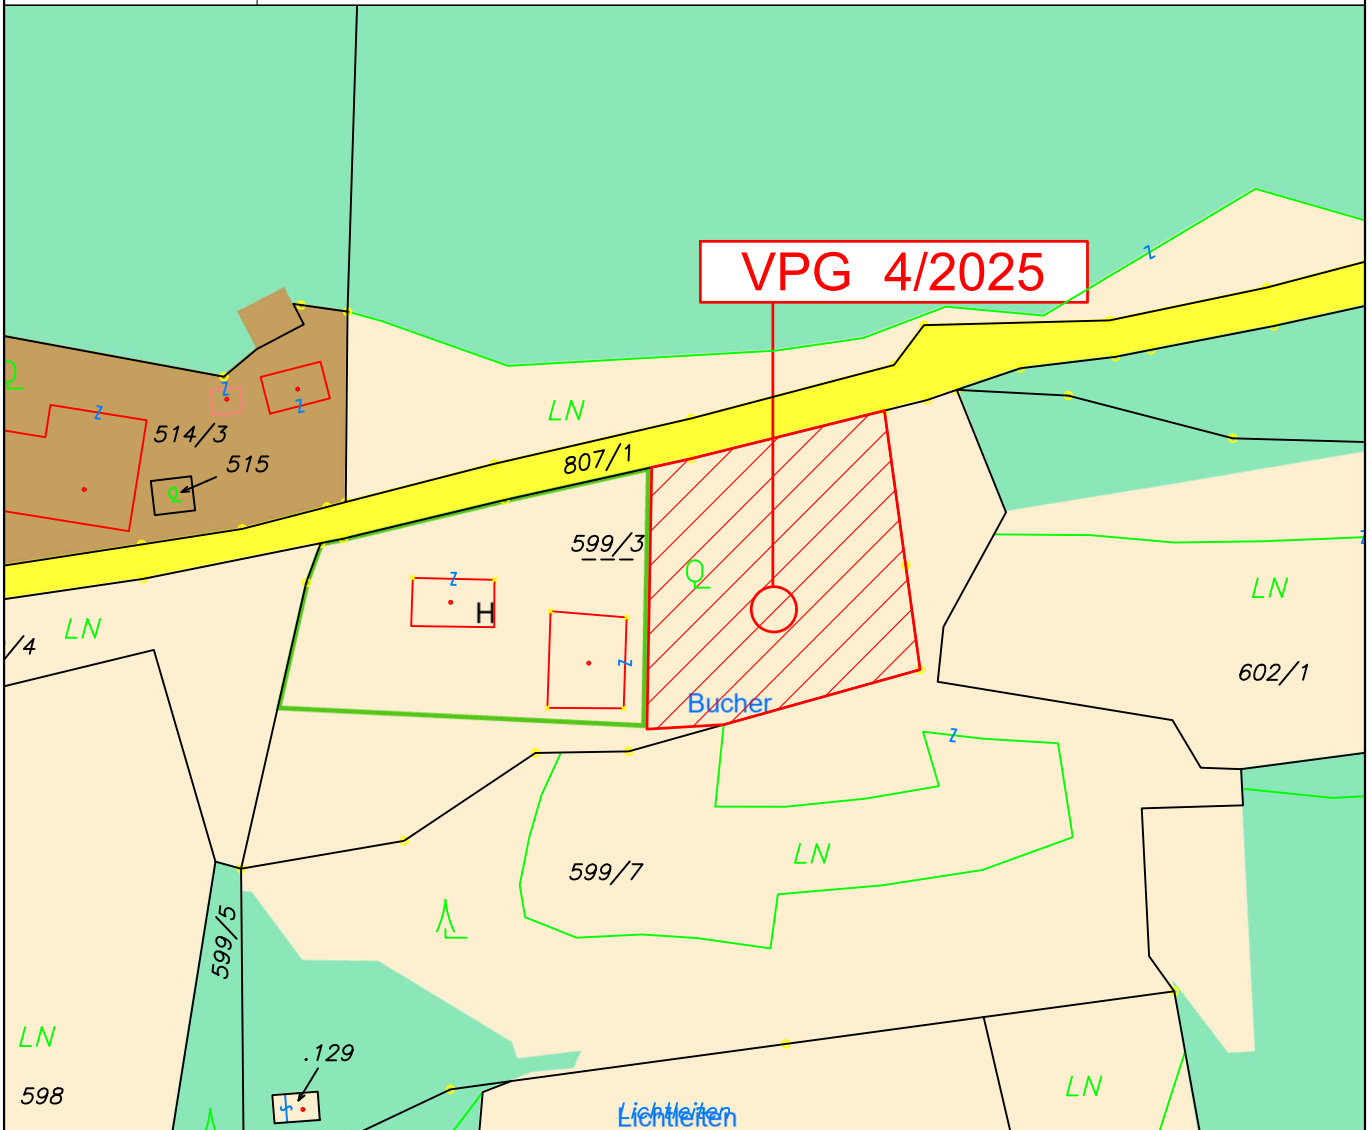 VPG 4/2025
Z
Q
Z
Z
Z
LN
514/3
515
Q
807/1
599/3
Z
Z
Q
Z
H
LN
LN
/4
Z
602/1
Bucher
Z
LN
599/7
599/5
LN
.129
LN
598
Lichtleiten
Lichtleiten